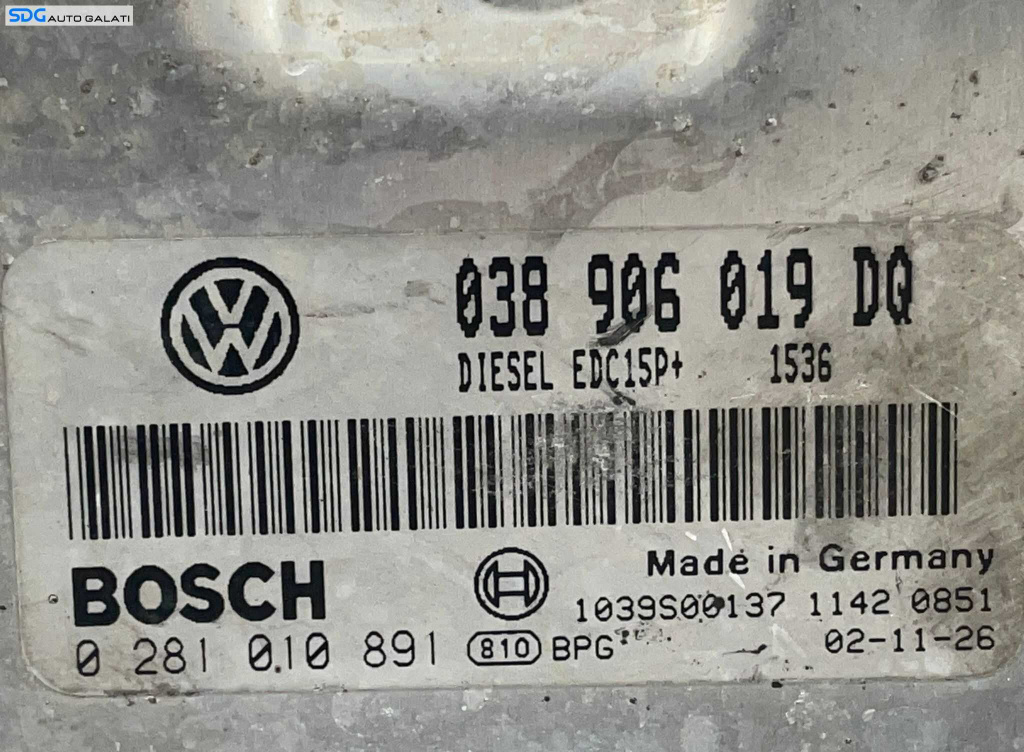 SDG AUTO GALATI
038 906 019 DQ
DIESEL EDC15P+ 1536
BOSCH
Made in Germany
1039S00137 1142 0851
0 281 010 891 810 BPG 02-11-26